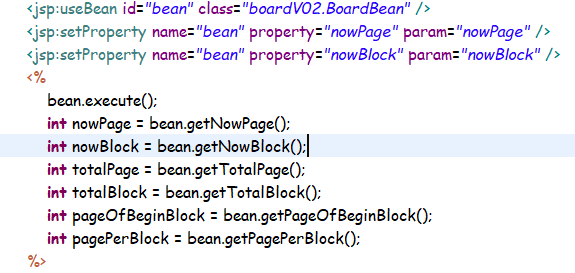 <jsp:useBean id="bean" class="boardV02.BoardBean" />
<jsp:setProperty name="bean" property="nowPage" param="nowPage" />
<jsp:setProperty name="bean" property="nowBlock" param="nowBlock" />
<%
bean.execute();
int nowPage = bean.getNowPage();
int nowBlock = bean.getNowBlock();
int totalPage = bean.getTotalPage();
int totalBlock = bean.getTotalBlock();
int pageOfBeginBlock = bean.getPageOfBeginBlock();
int pagePerBlock = bean.getPagePerBlock();
%>